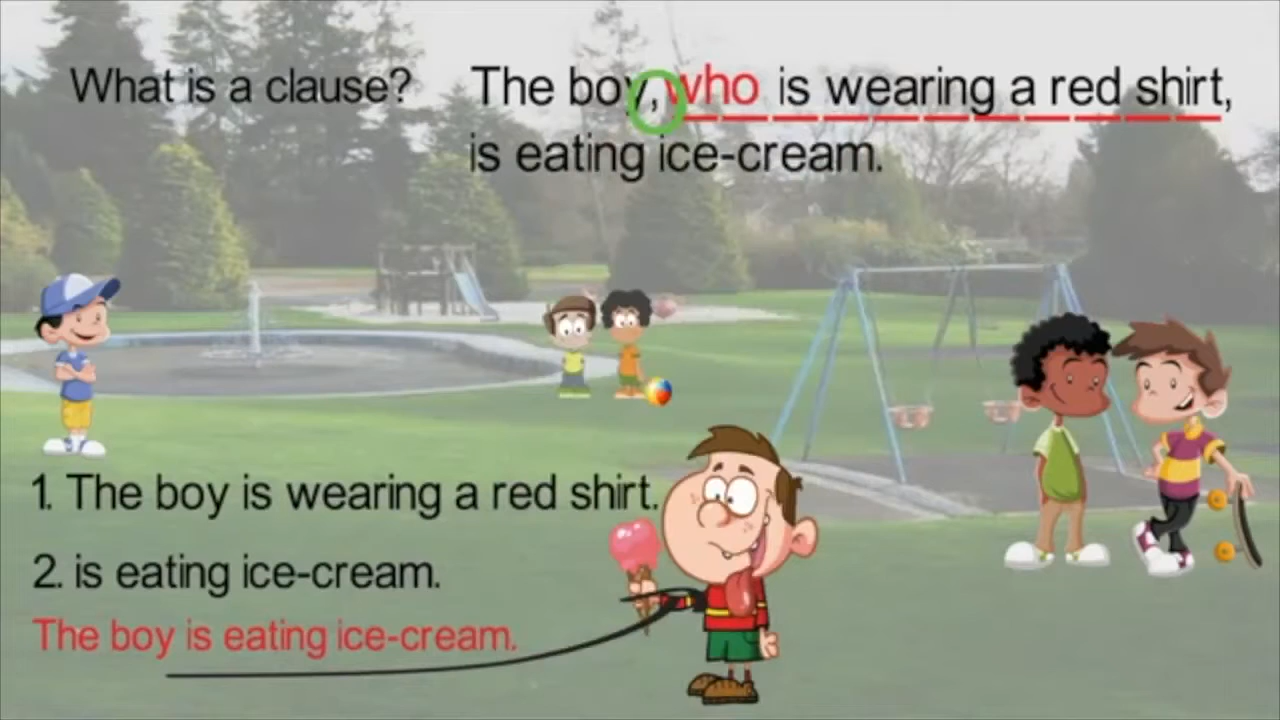 What is a clause?
The boy, who is wearing a red shirt,
is eating ice-cream.
1. The boy is wearing a red shirt.
2. is eating ice-cream.
The boy is eating ice-cream.